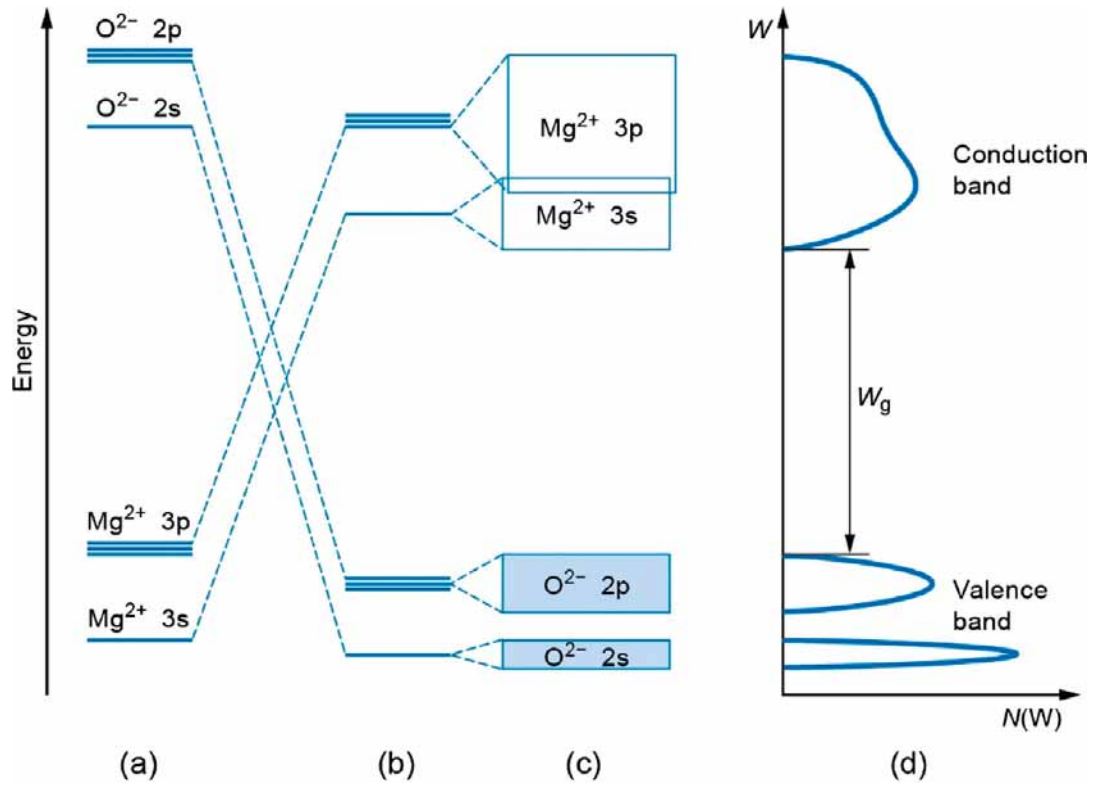 O²⁻ 2p
O²⁻ 2s
Mg²⁺ 3p
Mg²⁺ 3s
Energy
Mg²⁺ 3p
Mg²⁺ 3s
O²⁻ 2p
O²⁻ 2s
W
Conduction
band
Wg
Valence
band
N(W)
(a)
(b)
(c)
(d)